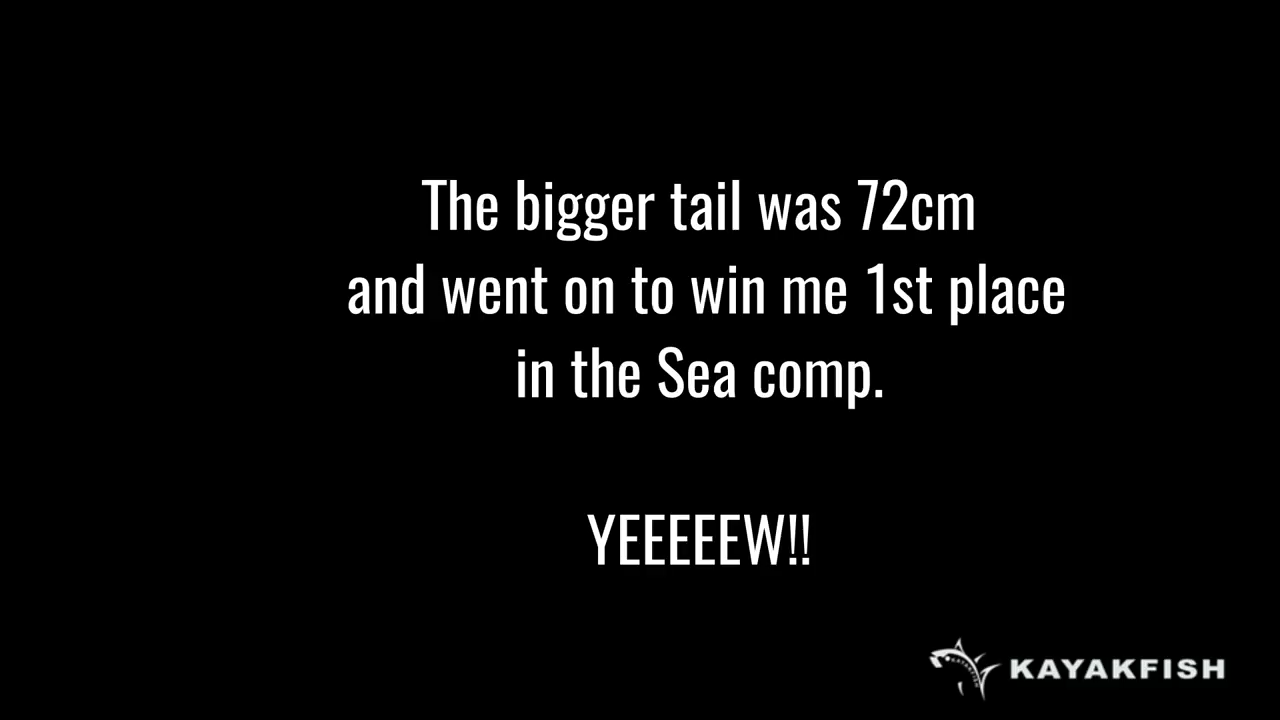 The bigger tail was 72cm
and went on to win me 1st place
in the Sea comp.
YEEEEEW!!
KAYAKFISH